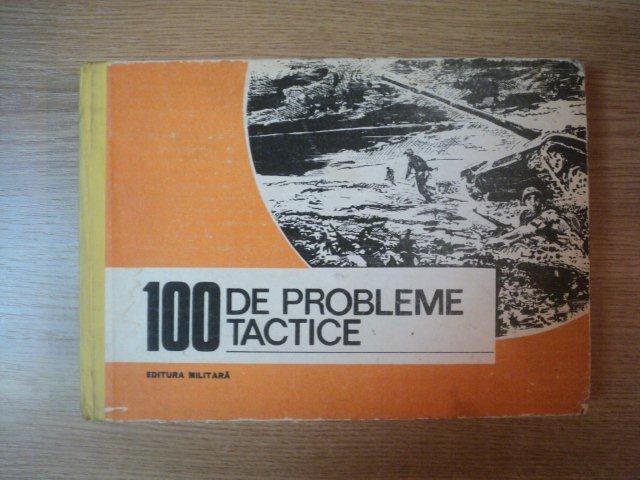 100 DE PROBLEME
TACTICE
EDITURA MILITARĂ